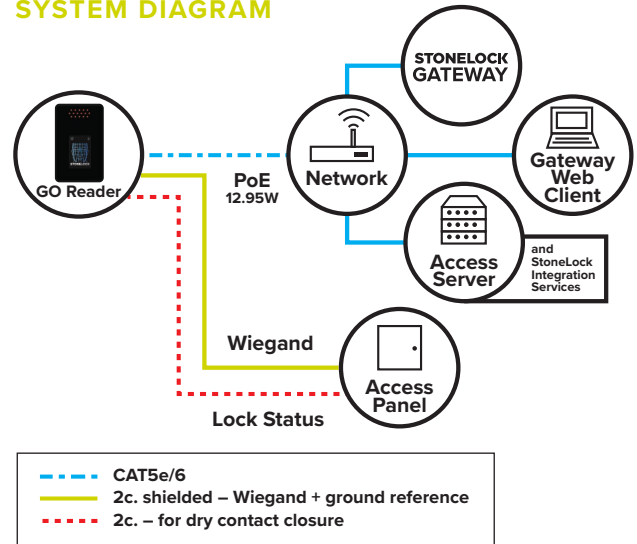 SYSTEM DIAGRAM
STONELOCK
GATEWAY
STONELOCK
GO Reader
PoE
12.95W
Network
Gateway
Web
Client
Access
Server
and
StoneLock
Integration
Services
Wiegand
Access
Panel
Lock Status
CAT5e/6
2c. shielded – Wiegand + ground reference
2c. – for dry contact closure